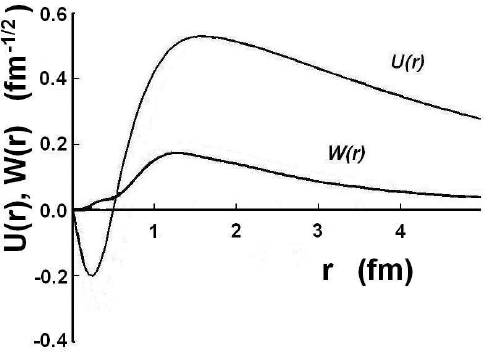 U(r), W(r) (fm⁻¹/²)
0.6
0.4
0.2
0.0
-0.2
-0.4
U(r)
W(r)
1 2 3 4
r (fm)